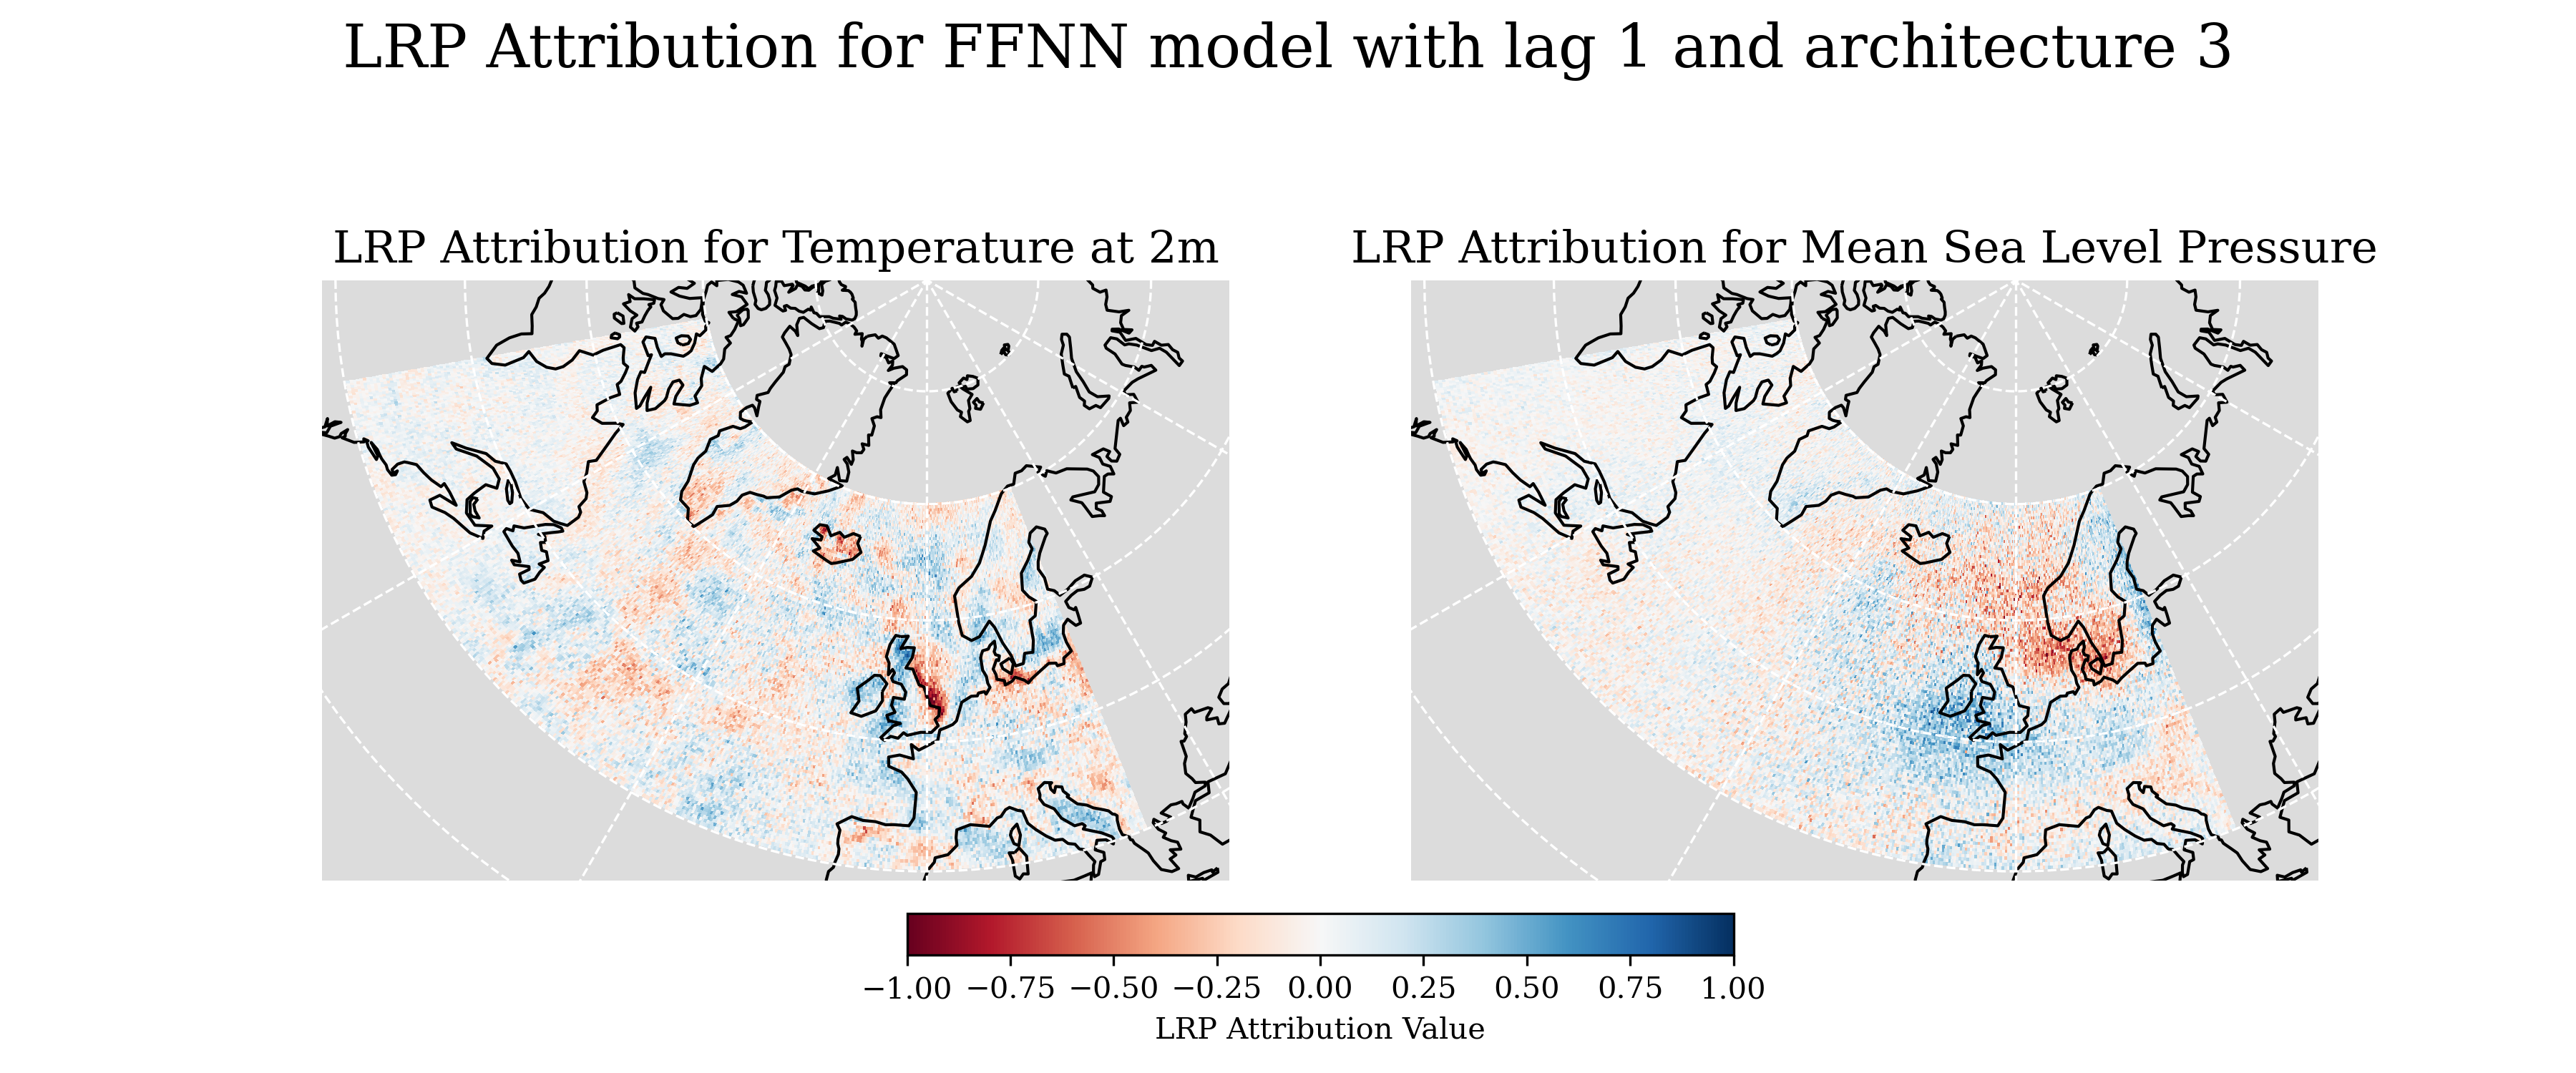 LRP Attribution for FFNN model with lag 1 and architecture 3
LRP Attribution for Temperature at 2m
LRP Attribution for Mean Sea Level Pressure
−1.00 −0.75 −0.50 −0.25 0.00 0.25 0.50 0.75 1.00
LRP Attribution Value